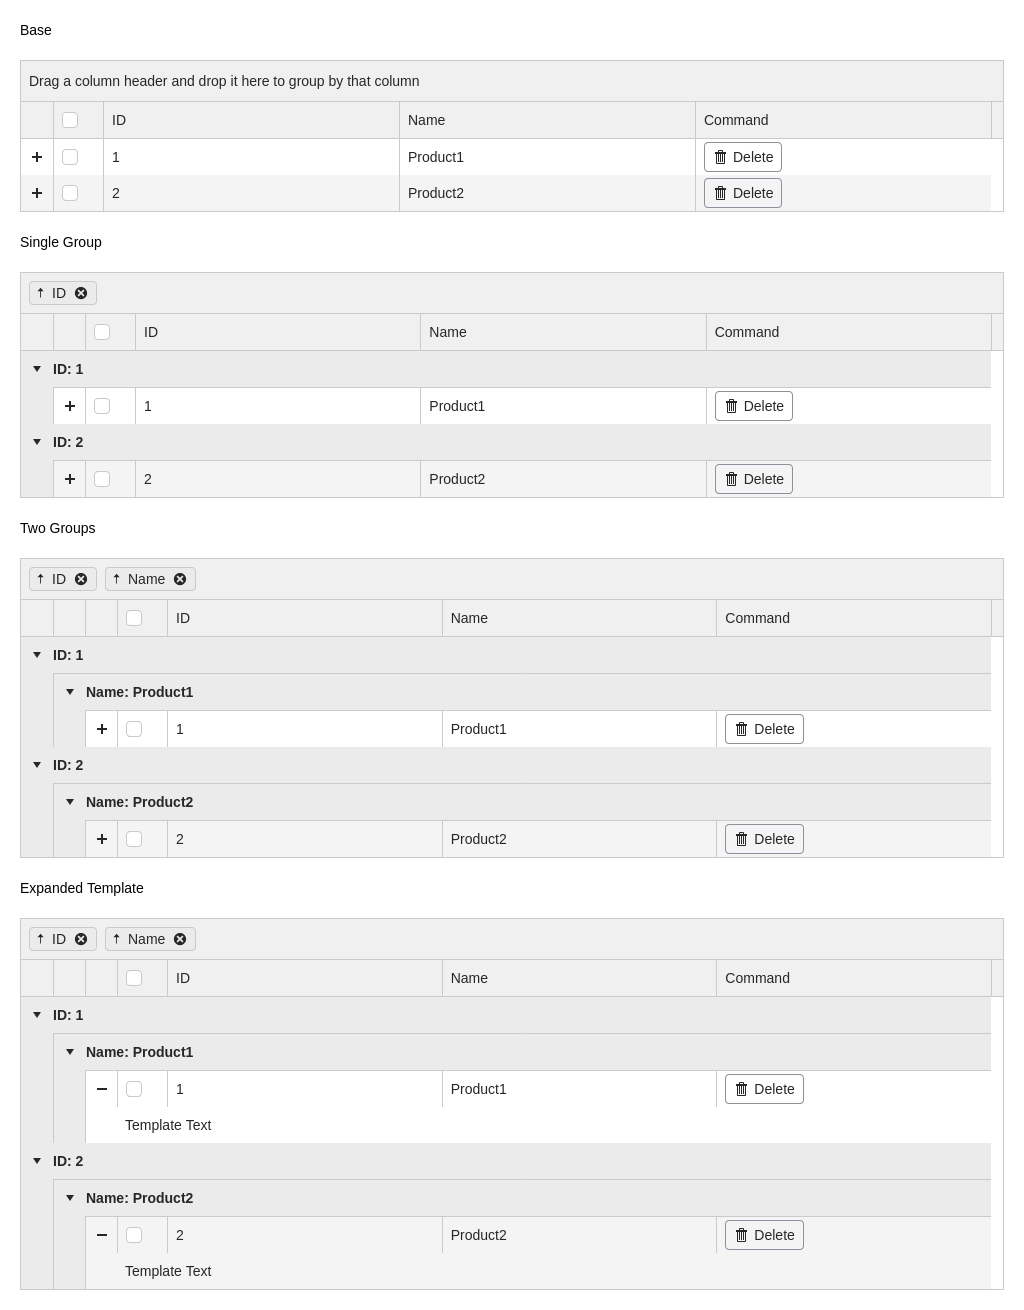 Base
Drag a column header and drop it here to group by that column
ID Name Command
1 Product1 Delete
2 Product2 Delete
Single Group
ID
ID Name Command
ID: 1
1 Product1 Delete
ID: 2
2 Product2 Delete
Two Groups
ID Name
ID Name Command
ID: 1
Name: Product1
1 Product1 Delete
ID: 2
Name: Product2
2 Product2 Delete
Expanded Template
ID Name
ID Name Command
ID: 1
Name: Product1
1 Product1 Delete
Template Text
ID: 2
Name: Product2
2 Product2 Delete
Template Text